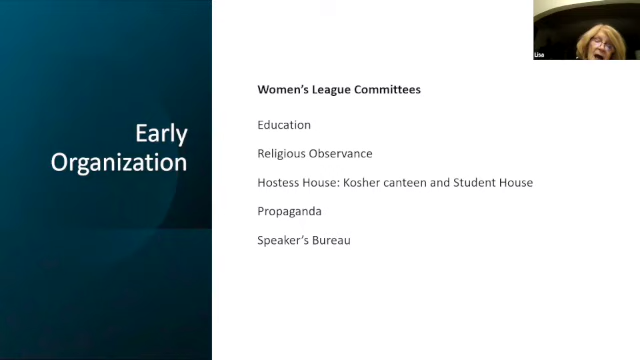 Early
Organization
Women's League Committees
Education
Religious Observance
Hostess House: Kosher canteen and Student House
Propaganda
Speaker's Bureau
Lisa